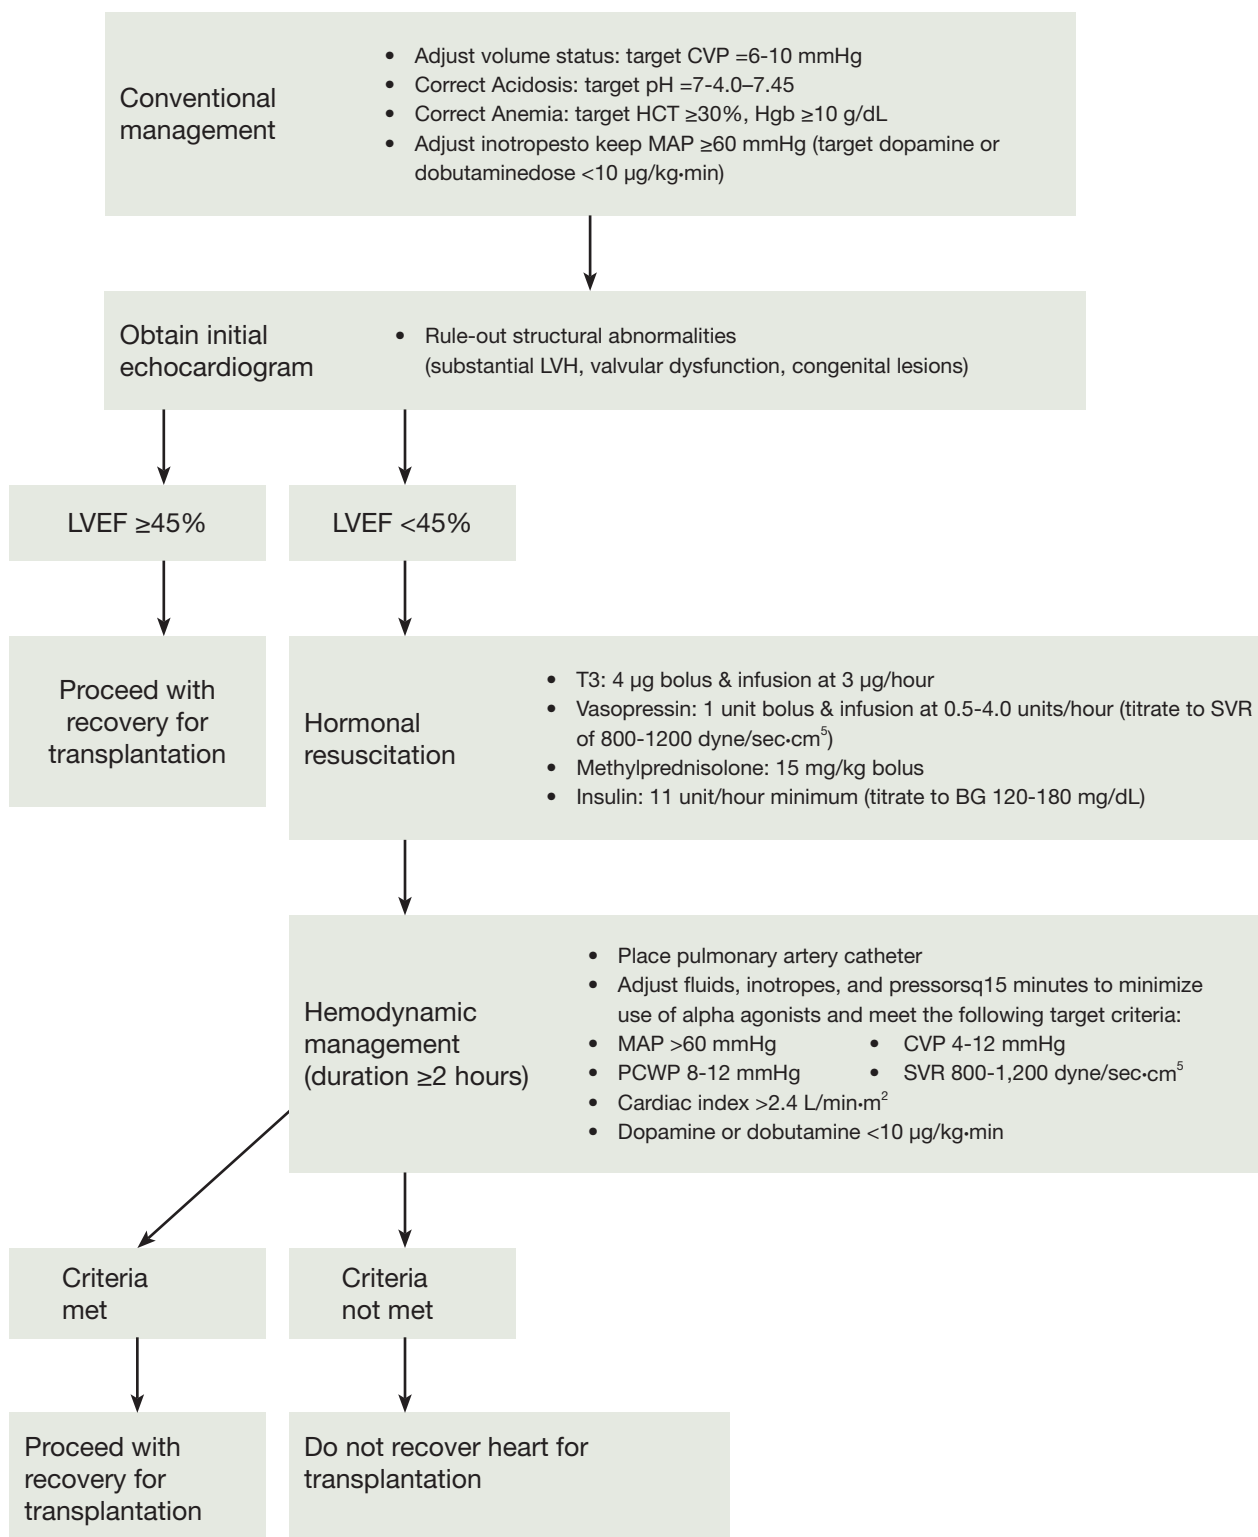 Conventional
management
• Adjust volume status: target CVP =6-10 mmHg
• Correct Acidosis: target pH =7-4.0–7.45
• Correct Anemia: target HCT ≥30%, Hgb ≥10 g/dL
• Adjust inotropesto keep MAP ≥60 mmHg (target dopamine or
dobutaminedose <10 µg/kg•min)
Obtain initial
echocardiogram
• Rule-out structural abnormalities
(substantial LVH, valvular dysfunction, congenital lesions)
LVEF ≥45%
LVEF <45%
Proceed with
recovery for
transplantation
Hormonal
resuscitation
• T3: 4 µg bolus & infusion at 3 µg/hour
• Vasopressin: 1 unit bolus & infusion at 0.5-4.0 units/hour (titrate to SVR
of 800-1200 dyne/sec•cm⁵)
• Methylprednisolone: 15 mg/kg bolus
• Insulin: 11 unit/hour minimum (titrate to BG 120-180 mg/dL)
Hemodynamic
management
(duration ≥2 hours)
• Place pulmonary artery catheter
• Adjust fluids, inotropes, and pressorsq15 minutes to minimize
use of alpha agonists and meet the following target criteria:
• MAP >60 mmHg • CVP 4-12 mmHg
• PCWP 8-12 mmHg • SVR 800-1,200 dyne/sec•cm⁵
• Cardiac index >2.4 L/min•m²
• Dopamine or dobutamine <10 µg/kg•min
Criteria
met
Criteria
not met
Proceed with
recovery for
transplantation
Do not recover heart for
transplantation